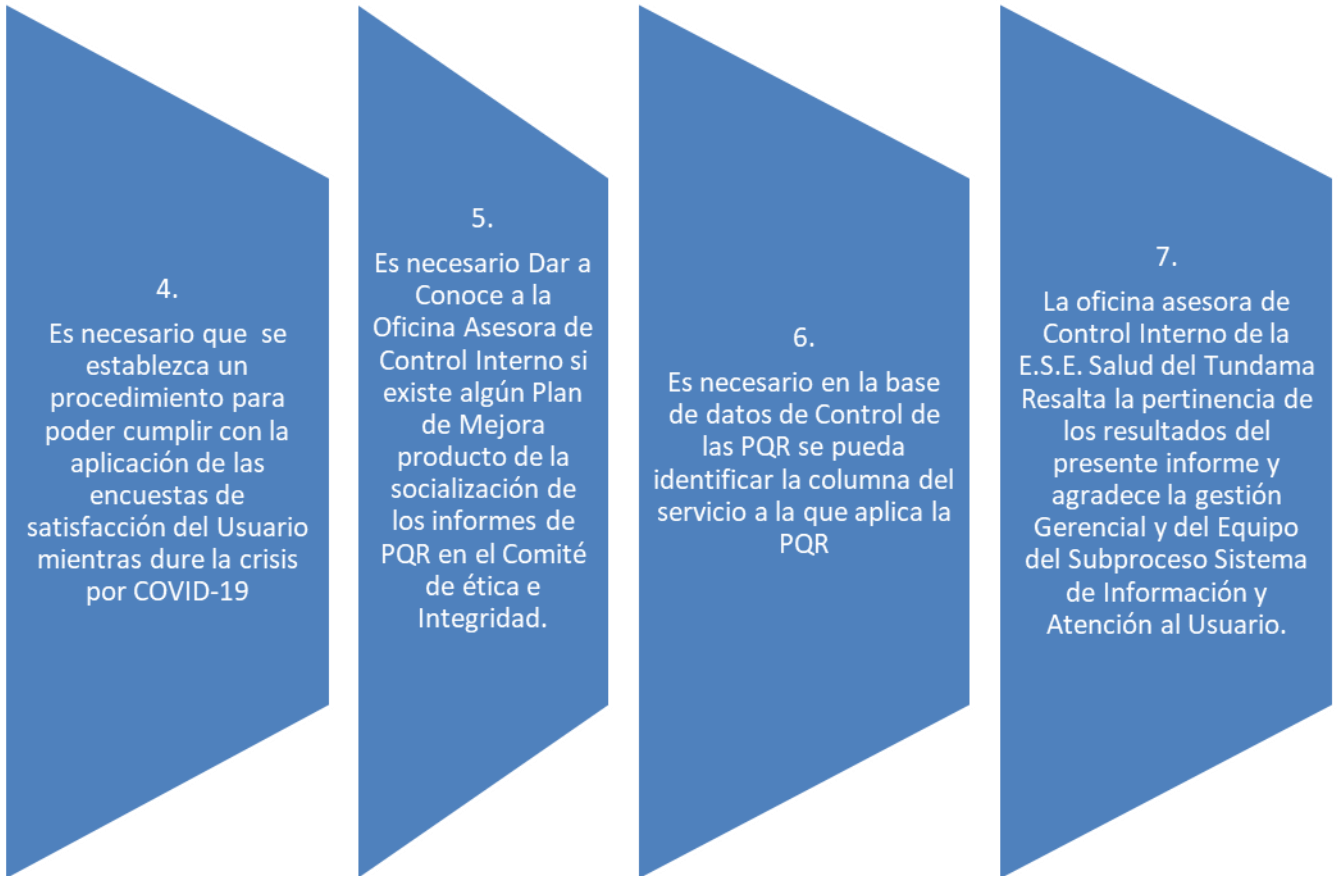 4.
Es necesario que se
establezca un
procedimiento para
poder cumplir con la
aplicación de las
encuestas de
satisfacción del Usuario
mientras dure la crisis
por COVID-19
5.
Es necesario Dar a
Conoce a la
Oficina Asesora de
Control Interno si
existe algún Plan
de Mejora
producto de la
socialización de
los informes de
PQR en el Comité
de ética e
Integridad.
6.
Es necesario en la base
de datos de Control de
las PQR se pueda
identificar la columna del
servicio a la que aplica la
PQR
7.
La oficina asesora de
Control Interno de la
E.S.E. Salud del Tundama
Resalta la pertinencia de
los resultados del
presente informe y
agradece la gestión
Gerencial y del Equipo
del Subproceso Sistema
de Información y
Atención al Usuario.